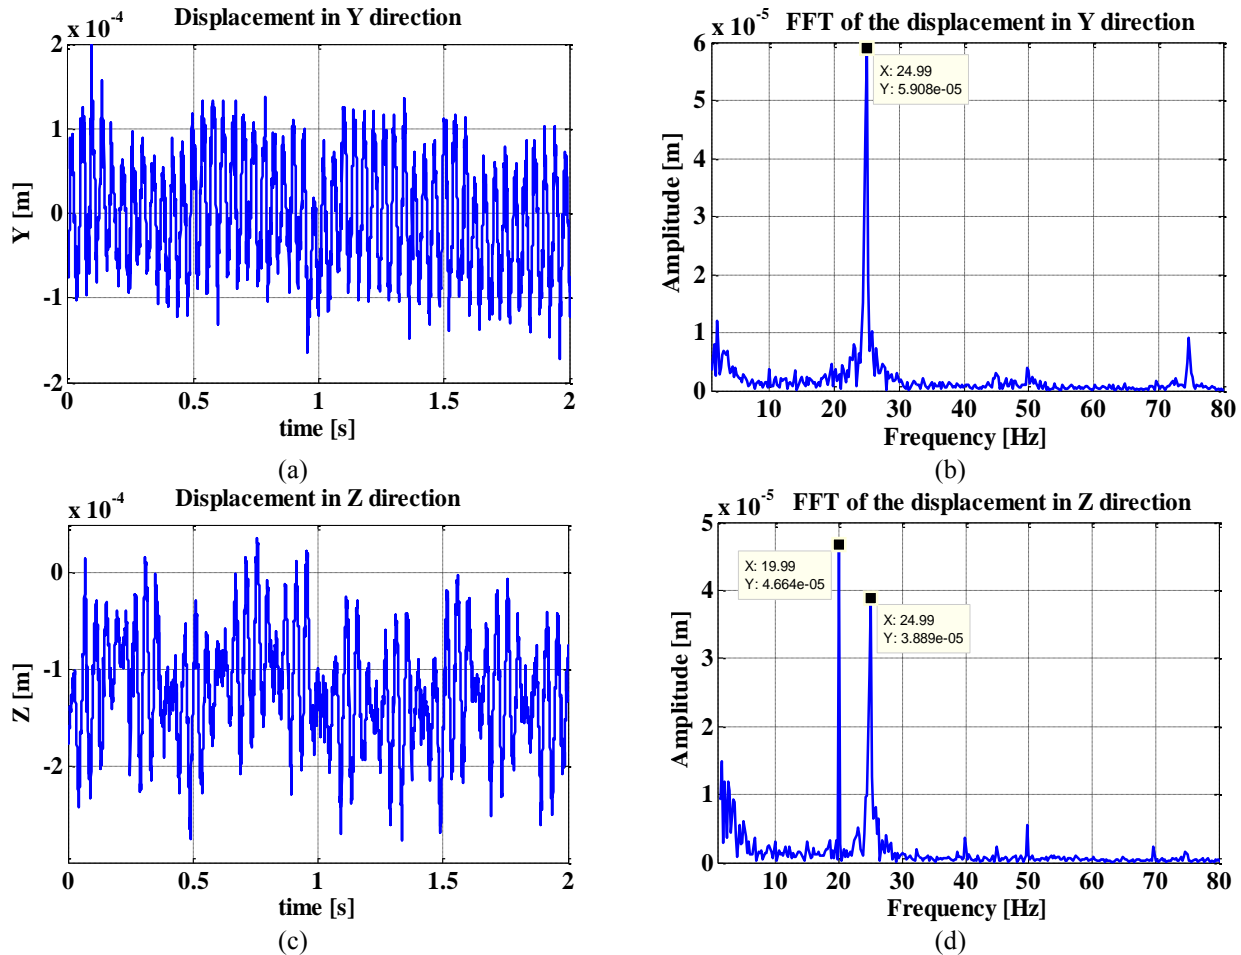 x 10-4 Displacement in Y direction
2
1
0
-1
-2
Y [m]
0 0.5 1 1.5 2
time [s]
(a)
x 10-5 FFT of the displacement in Y direction
6
5
4
3
2
1
0
Amplitude [m]
X: 24.99
Y: 5.908e-05
10 20 30 40 50 60 70 80
Frequency [Hz]
(b)
x 10-4 Displacement in Z direction
0
-1
-2
Z [m]
0 0.5 1 1.5 2
time [s]
(c)
x 10-5 FFT of the displacement in Z direction
5
4
3
2
1
0
Amplitude [m]
X: 19.99
Y: 4.664e-05
X: 24.99
Y: 3.889e-05
10 20 30 40 50 60 70 80
Frequency [Hz]
(d)